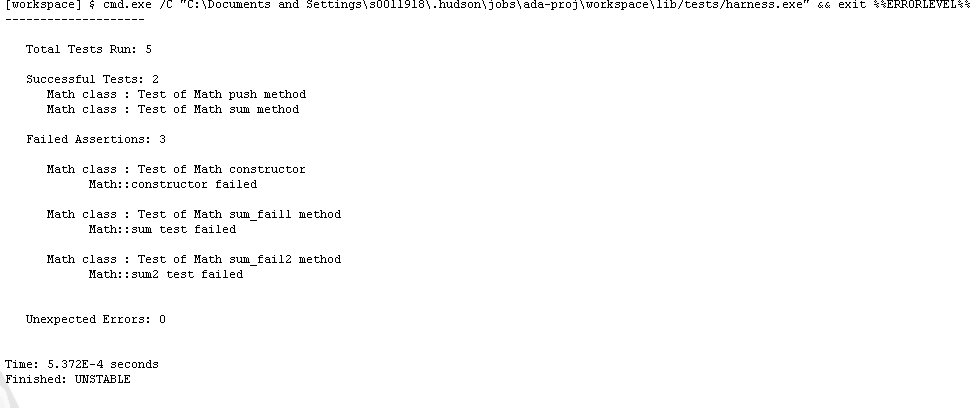 [workspace] $ cmd.exe /C "C:\Documents and Settings\s0011918\.hudson\jobs\ada-proj\workspace\lib/tests/harness.exe" && exit %%ERRORLEVEL%%
--------------------
Total Tests Run: 5
Successful Tests: 2
Math class : Test of Math push method
Math class : Test of Math sum method
Failed Assertions: 3
Math class : Test of Math constructor
Math::constructor failed
Math class : Test of Math sum_fail1 method
Math::sum test failed
Math class : Test of Math sum_fail2 method
Math::sum2 test failed
Unexpected Errors: 0
Time: 5.372E-4 seconds
Finished: UNSTABLE